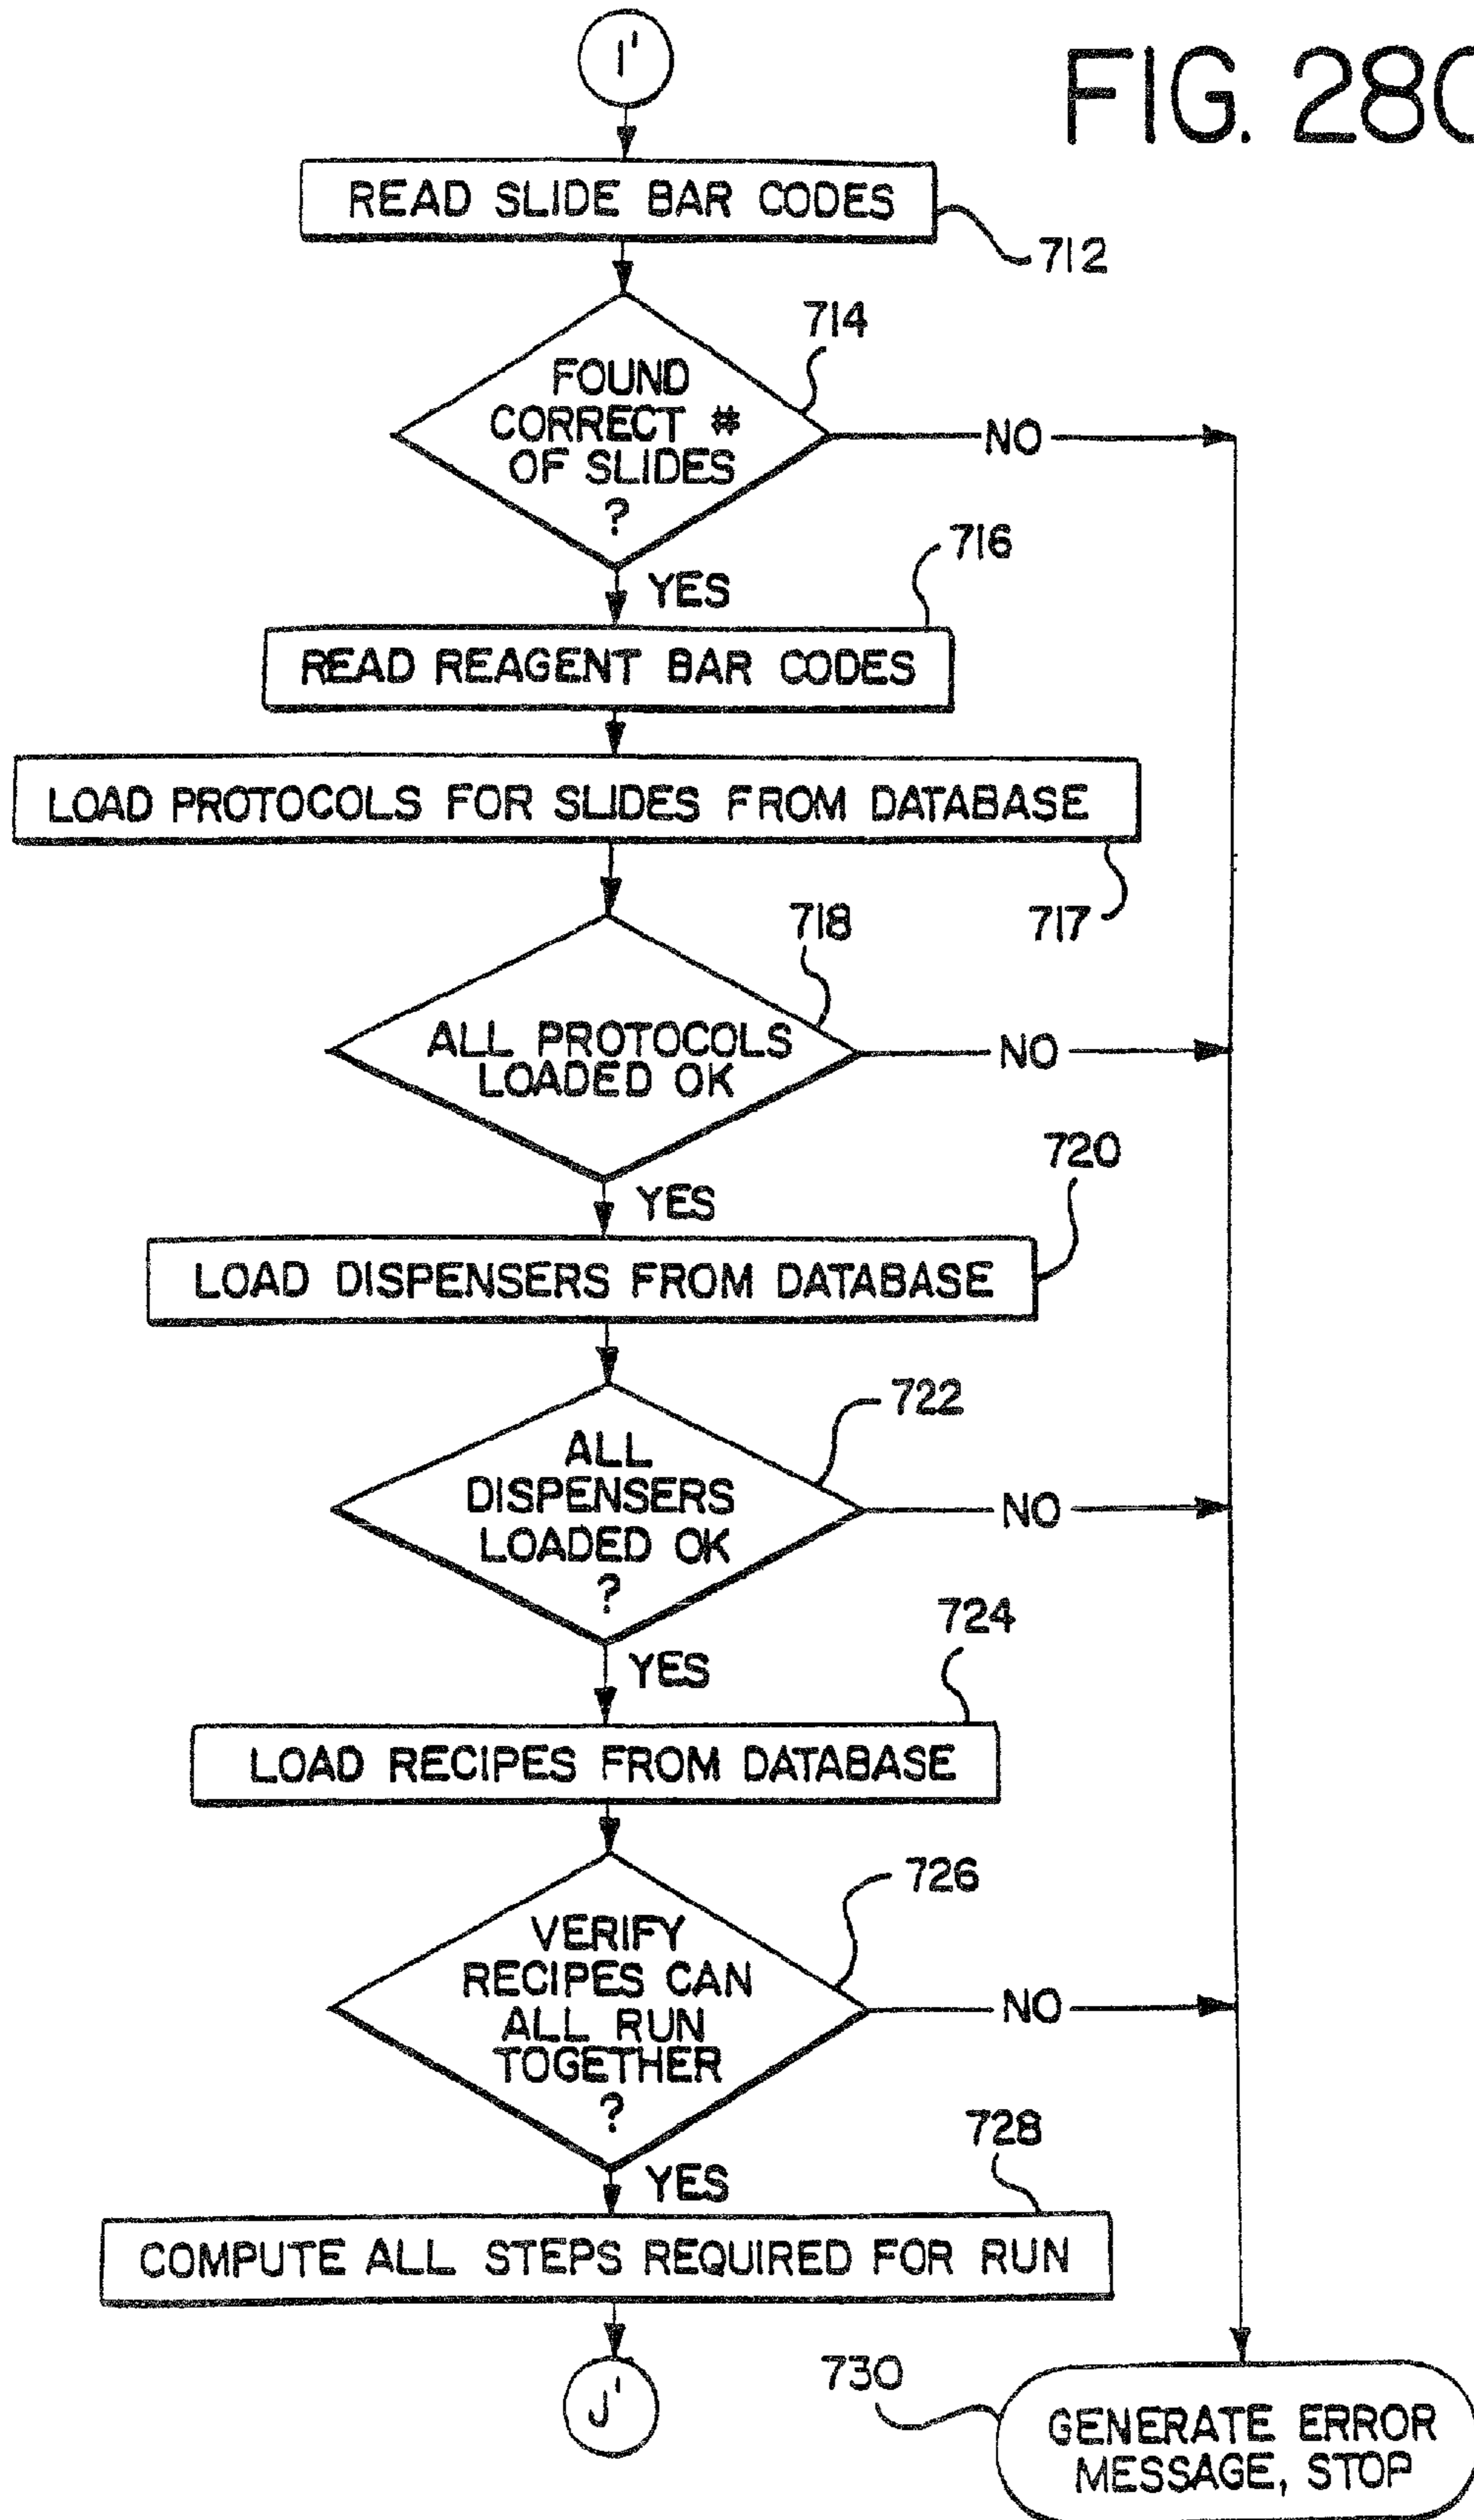 I'
FIG. 28C
READ SLIDE BAR CODES
712
714
FOUND
CORRECT #
OF SLIDES
?
NO
716
YES
READ REAGENT BAR CODES
LOAD PROTOCOLS FOR SLIDES FROM DATABASE
717
718
ALL PROTOCOLS
LOADED OK
NO
720
YES
LOAD DISPENSERS FROM DATABASE
722
ALL
DISPENSERS
LOADED OK
?
NO
724
YES
LOAD RECIPES FROM DATABASE
726
VERIFY
RECIPES CAN
ALL RUN
TOGETHER
?
NO
728
YES
COMPUTE ALL STEPS REQUIRED FOR RUN
J'
730
GENERATE ERROR
MESSAGE, STOP